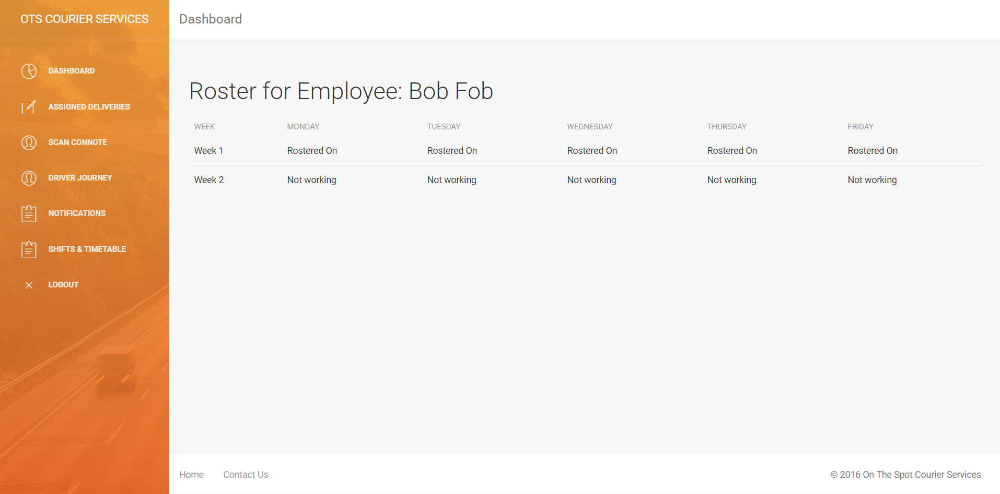 OTS COURIER SERVICES
Dashboard
DASHBOARD
ASSIGNED DELIVERIES
SCAN CONNOTE
DRIVER JOURNEY
NOTIFICATIONS
SHIFTS & TIMETABLE
LOGOUT
Roster for Employee: Bob Fob
WEEK MONDAY TUESDAY WEDNESDAY THURSDAY FRIDAY
Week 1 Rostered On Rostered On Rostered On Rostered On Rostered On
Week 2 Not working Not working Not working Not working Not working
Home Contact Us © 2016 On The Spot Courier Services